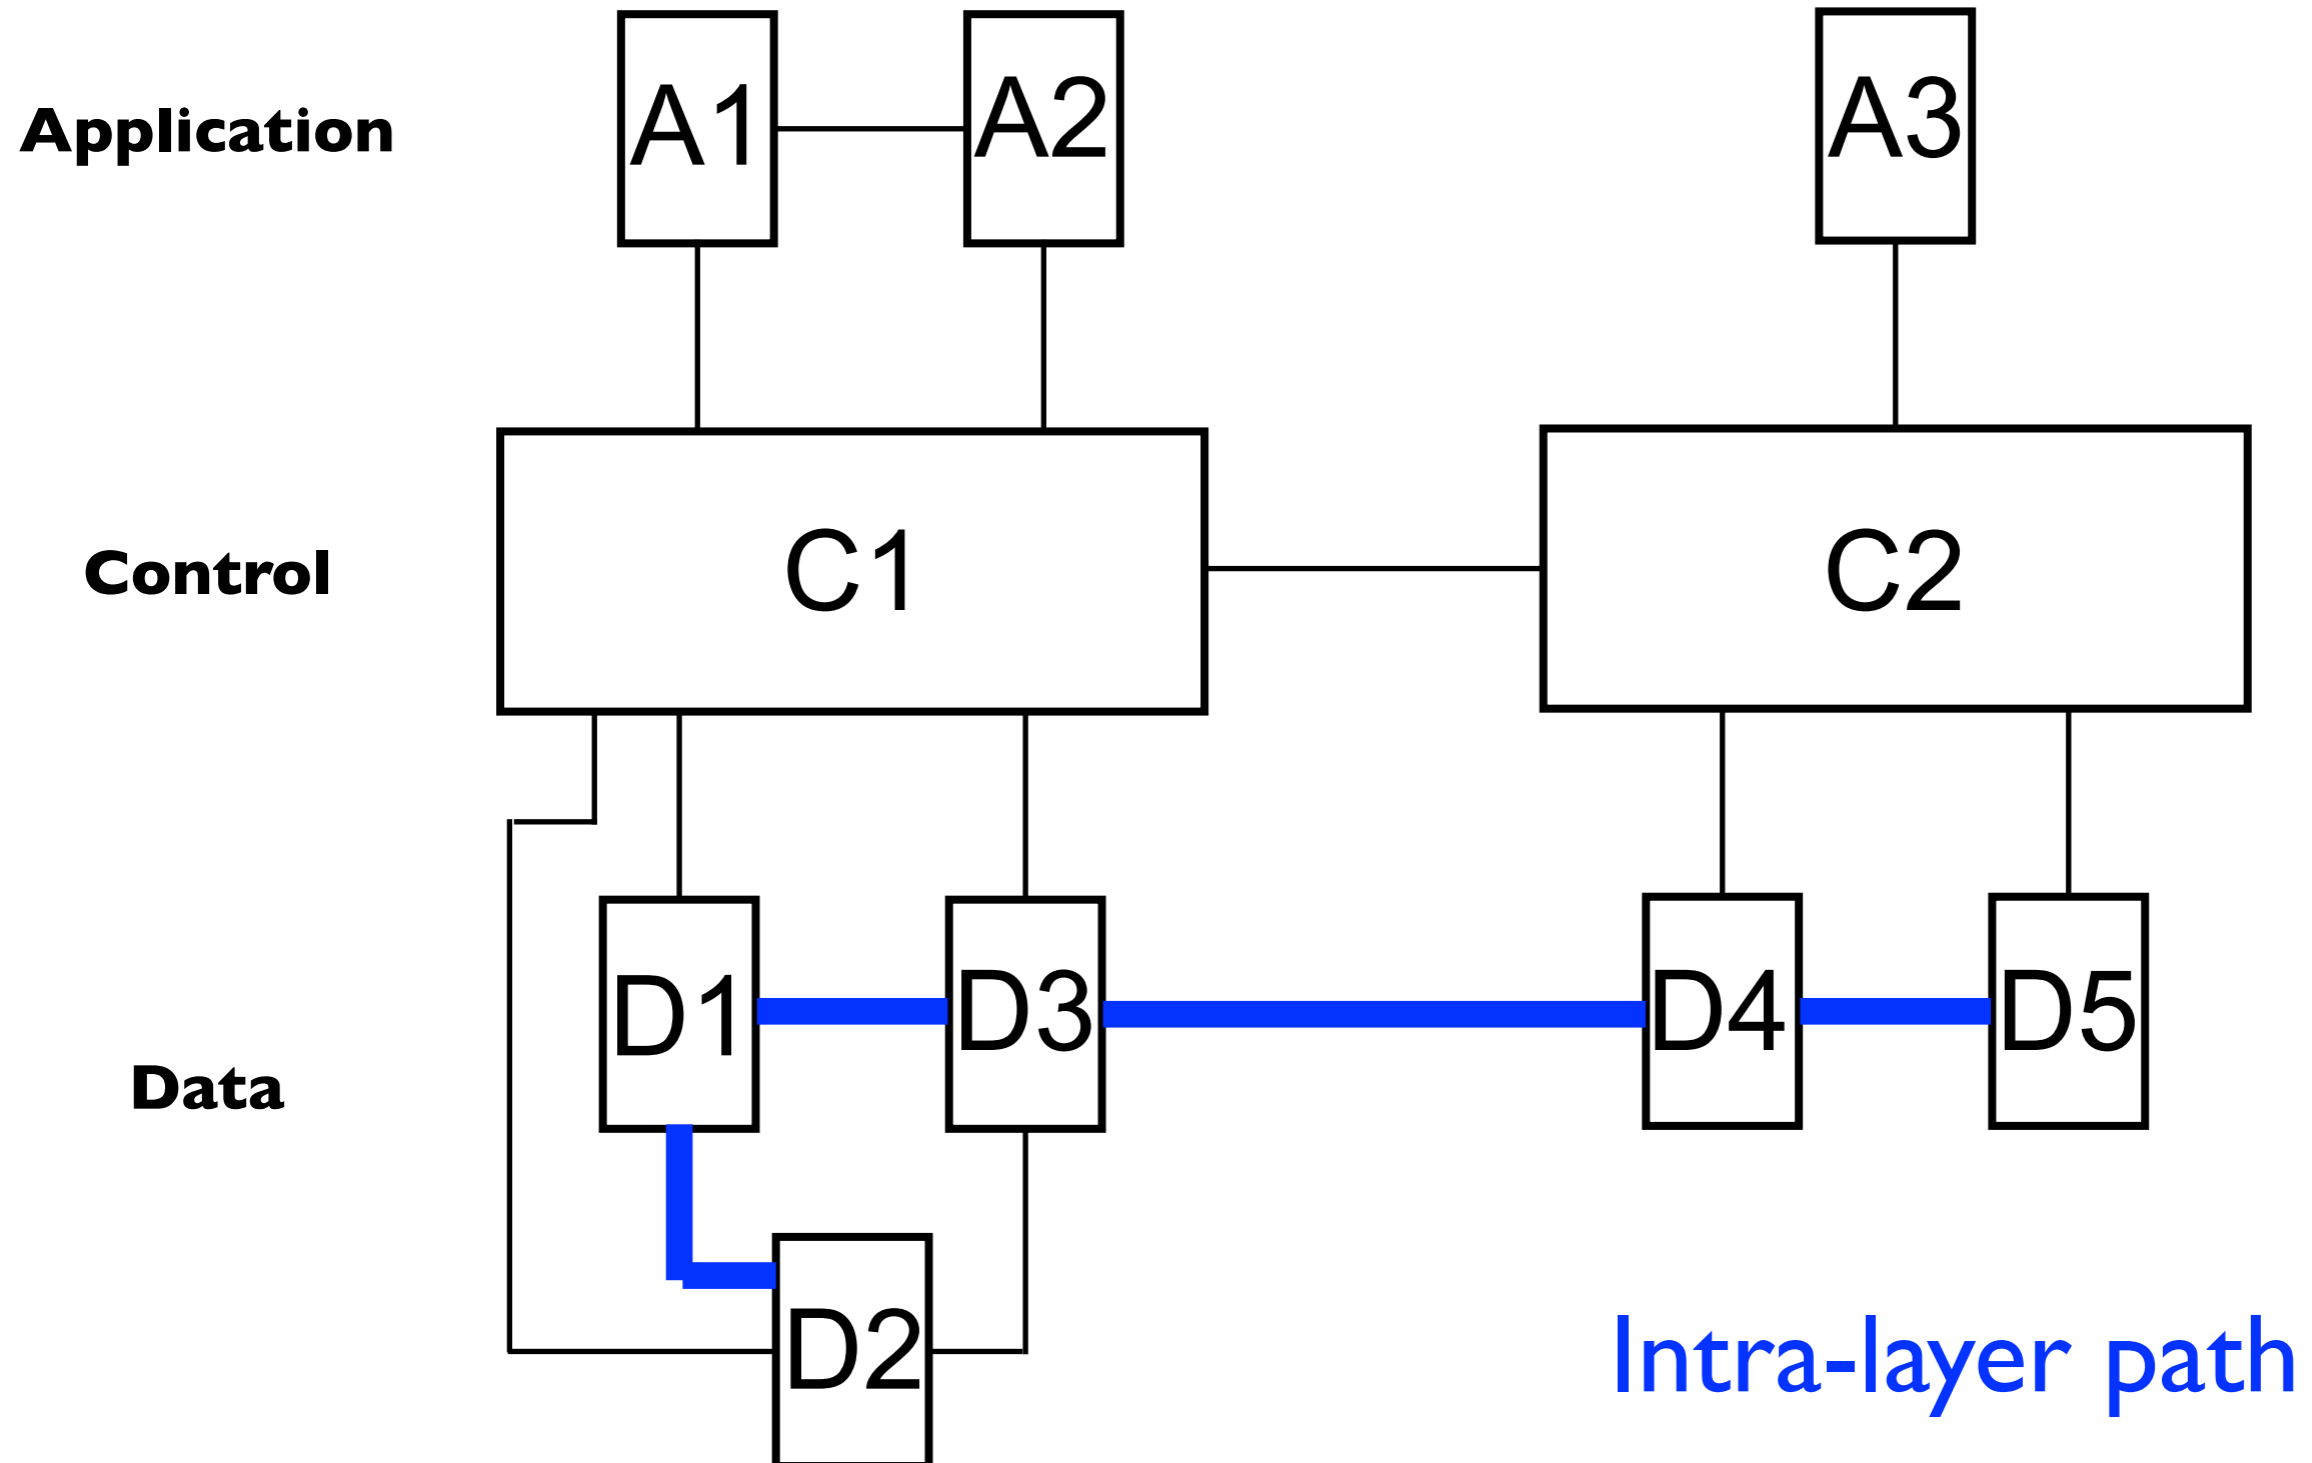 A1
A2
A3
Application
C1
C2
Control
D1
D3
D4
D5
Data
D2
Intra-layer path